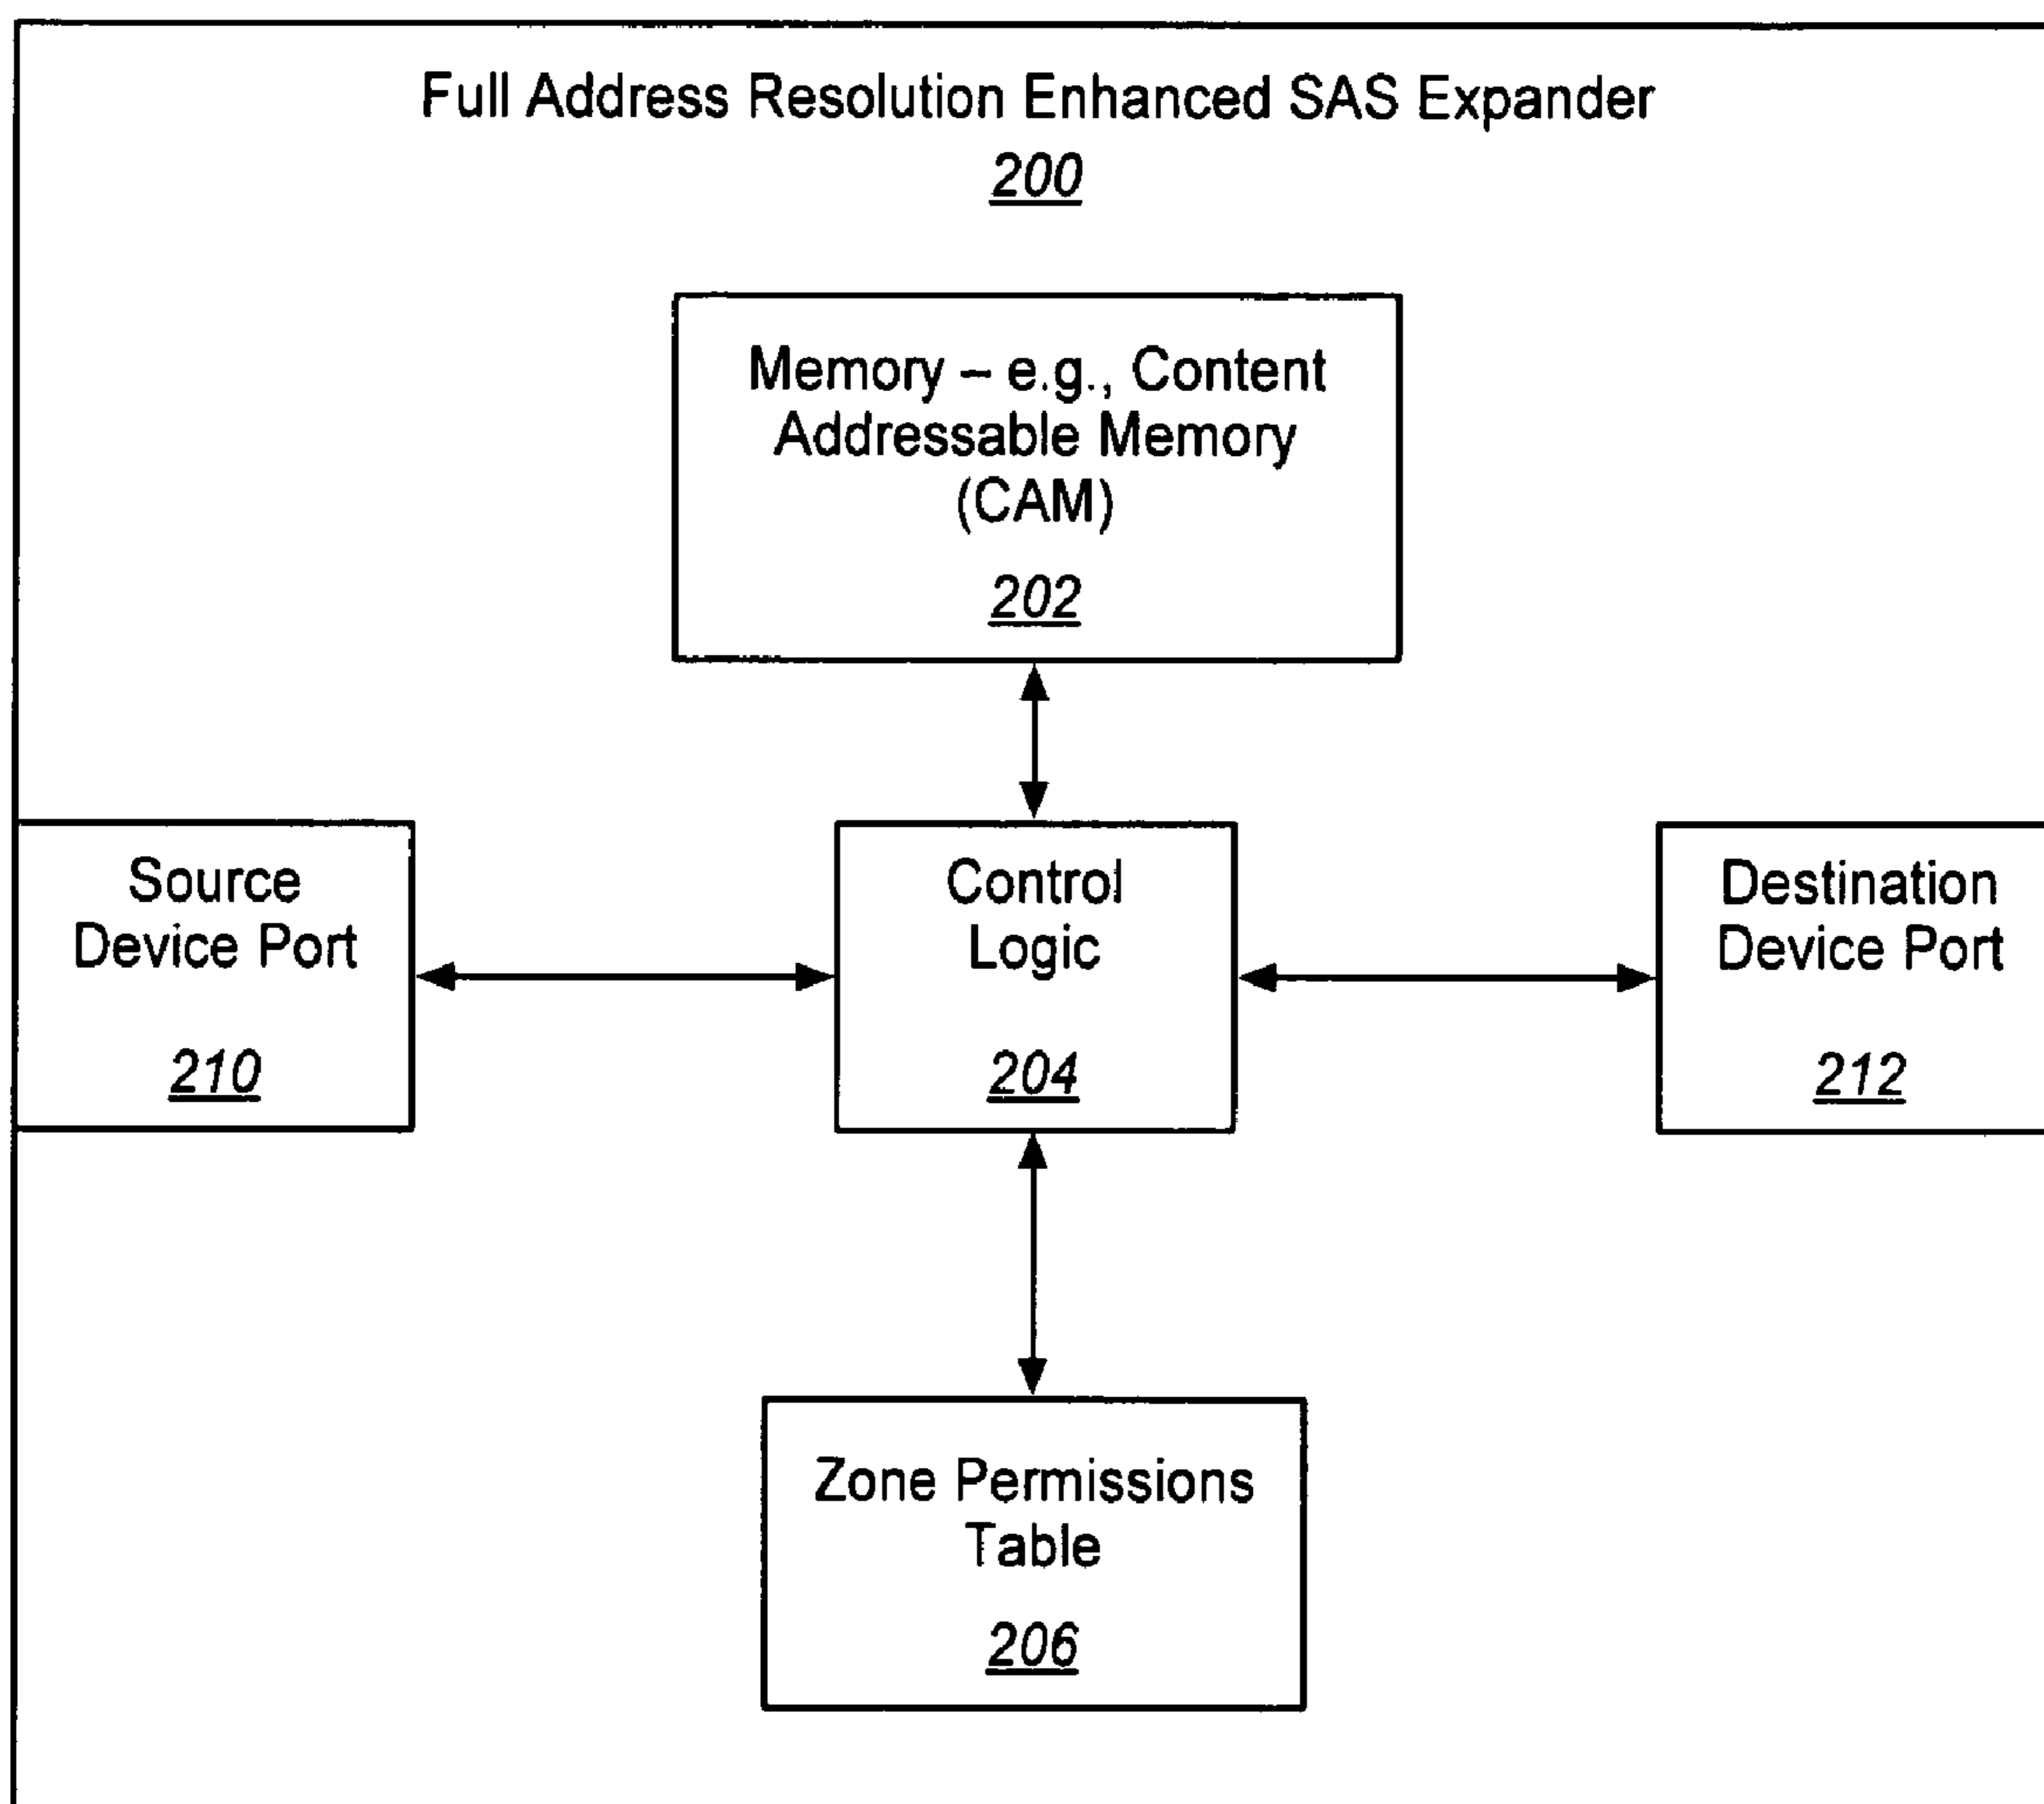 Full Address Resolution Enhanced SAS Expander
200
Memory – e.g., Content
Addressable Memory
(CAM)
202
Source
Device Port
210
Control
Logic
204
Destination
Device Port
212
Zone Permissions
Table
206